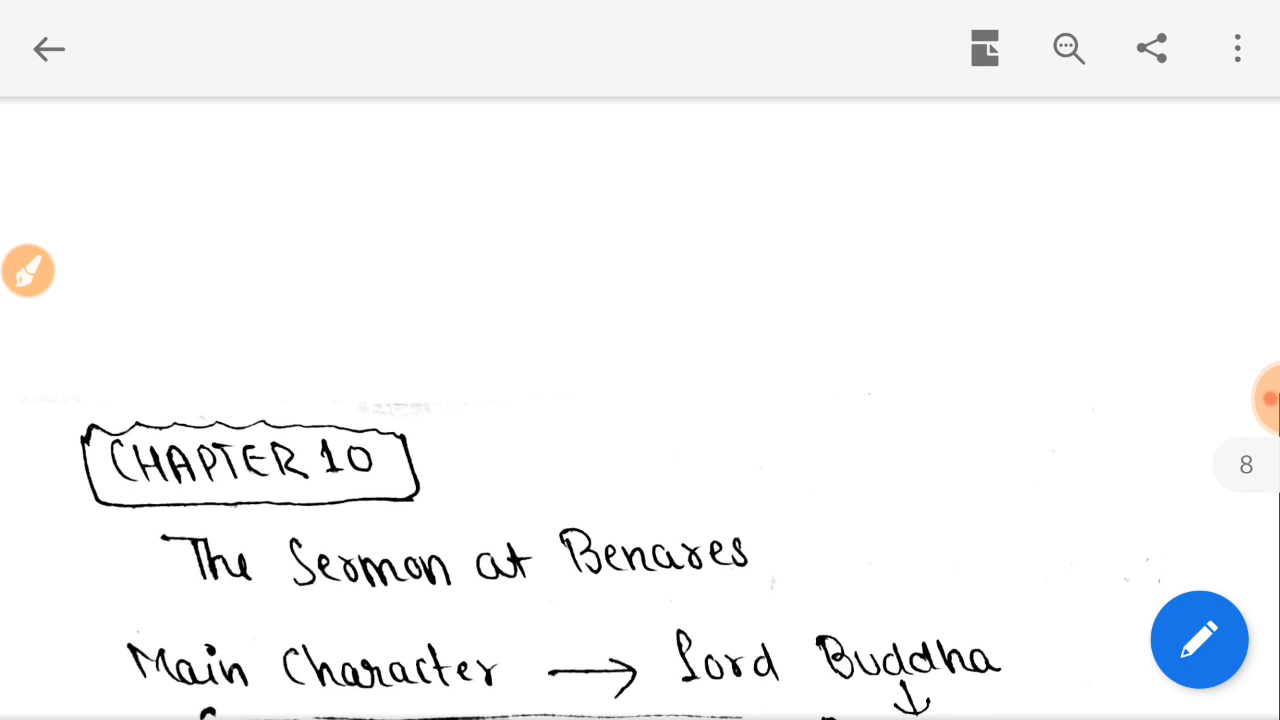 8
CHAPTER 10
The Sermon at Benares
Main Character → Lord Buddha
↓